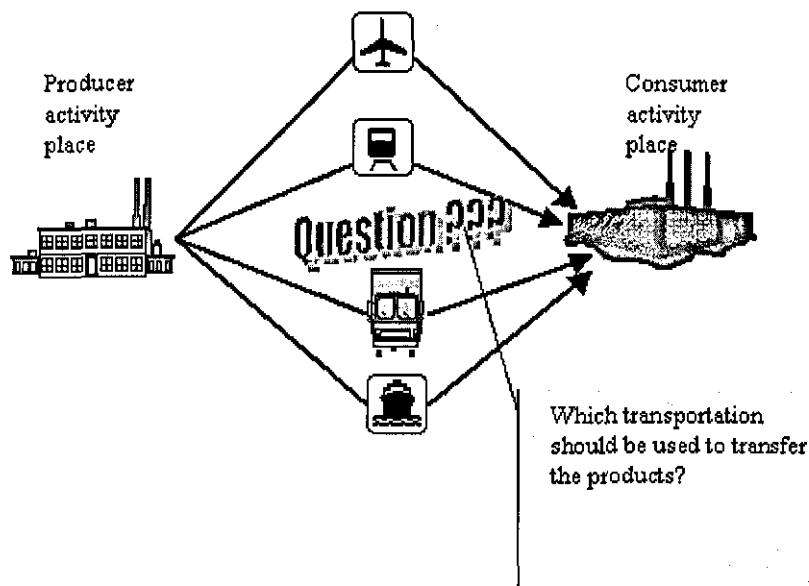 Producer
activity
place
Consumer
activity
place
Question ???
Which transportation
should be used to transfer
the products?